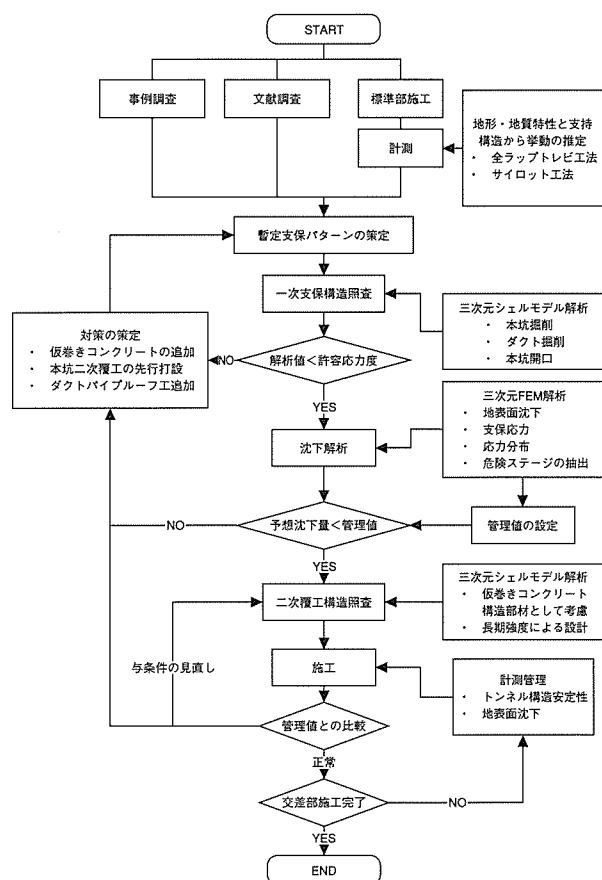 START
事例調査
文献調査
標準部施工
計測
地形・地質特性と支持
構造から挙動の推定
・ 全ラップトレビ工法
・ サイロット工法
暫定支保パターンの策定
一次支保構造照査
三次元シェルモデル解析
・ 本坑掘削
・ ダクト掘削
・ 本坑開口
対策の策定
・ 仮巻きコンクリートの追加
・ 本坑二次覆工の先行打設
・ ダクトパイプルーフ工追加
NO
解析値<許容応力度
YES
三次元FEM解析
・ 地表面沈下
・ 支保応力
・ 応力分布
・ 危険ステージの抽出
沈下解析
NO
予想沈下量<管理値
管理値の設定
YES
二次覆工構造照査
三次元シェルモデル解析
・ 仮巻きコンクリート
構造部材として考慮
・ 長期強度による設計
与条件の見直し
施工
計測管理
・ トンネル構造安定性
・ 地表面沈下
管理値との比較
正常
交差部施工完了
NO
YES
END